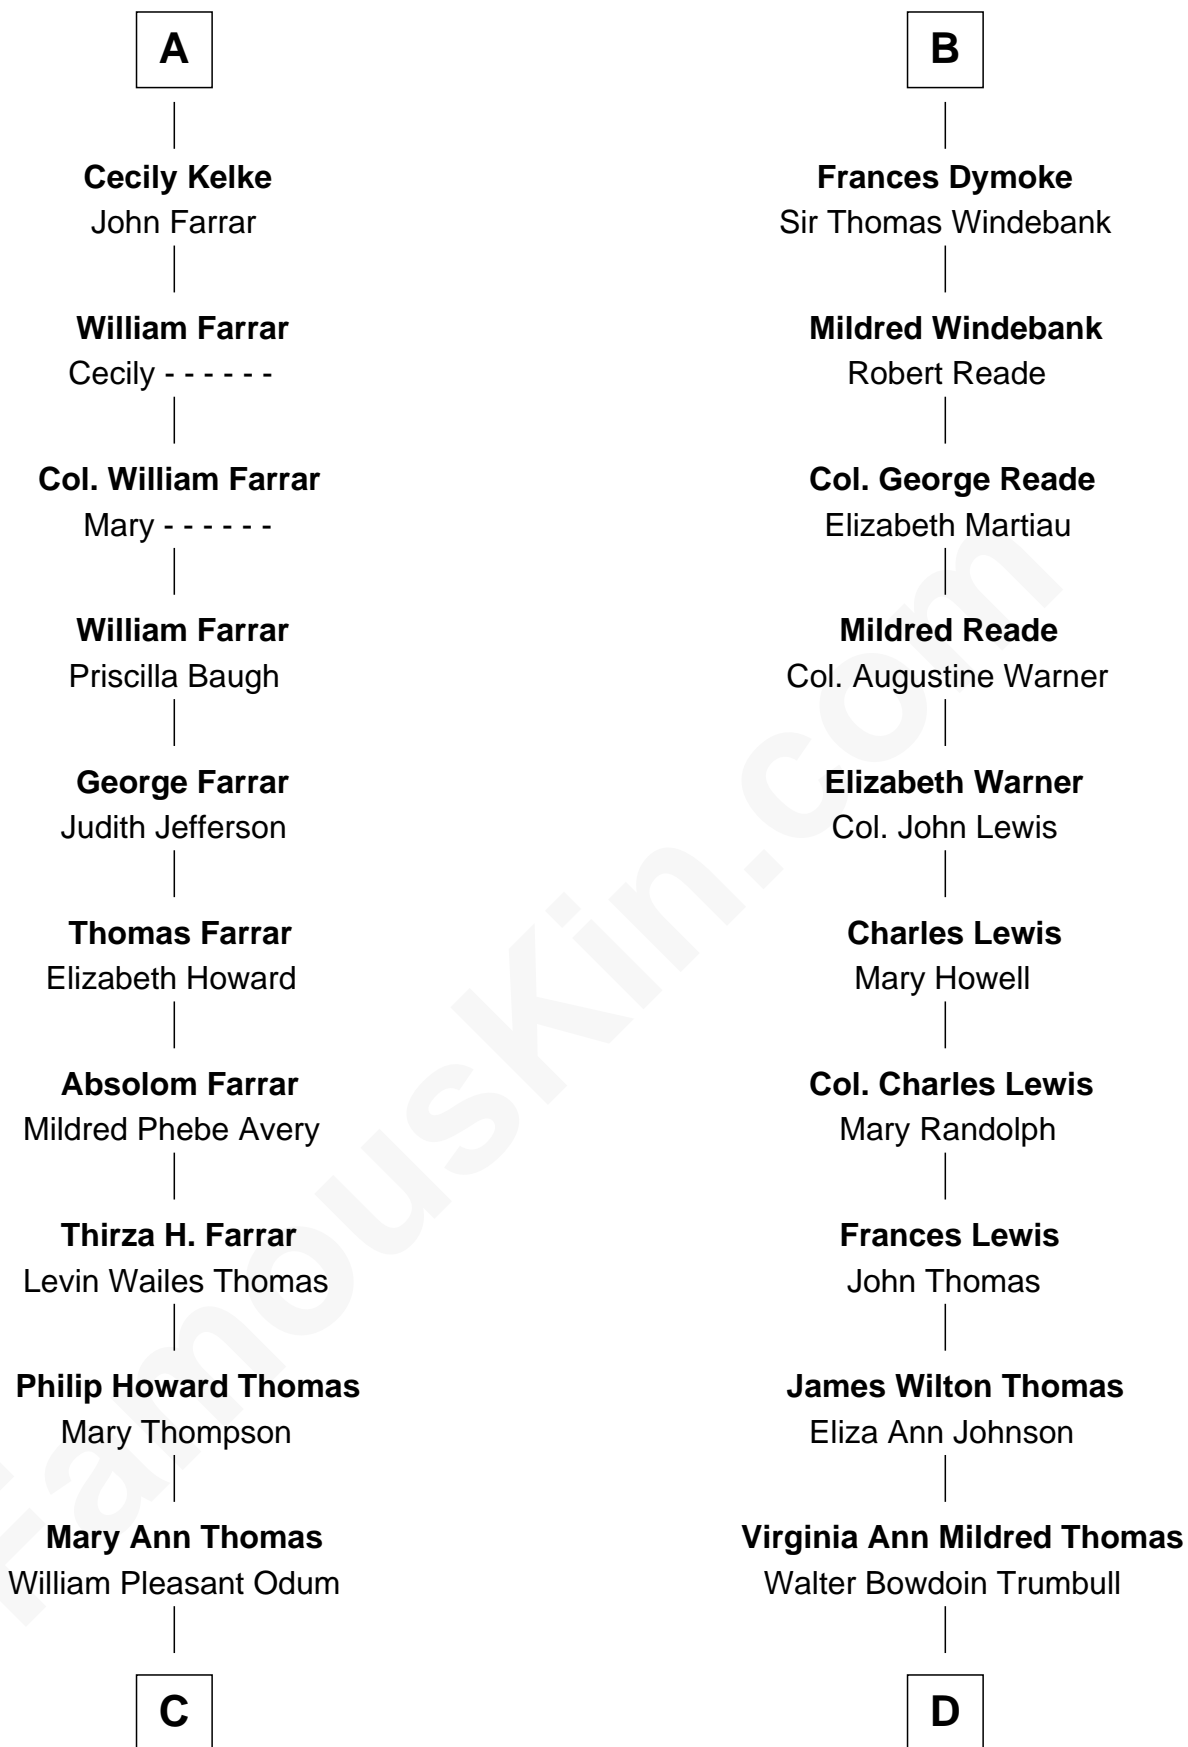 A
Cecily Kelke
John Farrar
William Farrar
Cecily - - - - - -
Col. William Farrar
Mary - - - - - -
William Farrar
Priscilla Baugh
George Farrar
Judith Jefferson
Thomas Farrar
Elizabeth Howard
Absolom Farrar
Mildred Phebe Avery
Thirza H. Farrar
Levin Wailes Thomas
Philip Howard Thomas
Mary Thompson
Mary Ann Thomas
William Pleasant Odum
C
B
Frances Dymoke
Sir Thomas Windebank
Mildred Windebank
Robert Reade
Col. George Reade
Elizabeth Martiau
Mildred Reade
Col. Augustine Warner
Elizabeth Warner
Col. John Lewis
Charles Lewis
Mary Howell
Col. Charles Lewis
Mary Randolph
Frances Lewis
John Thomas
James Wilton Thomas
Eliza Ann Johnson
Virginia Ann Mildred Thomas
Walter Bowdoin Trumbull
D
FamousKin.com